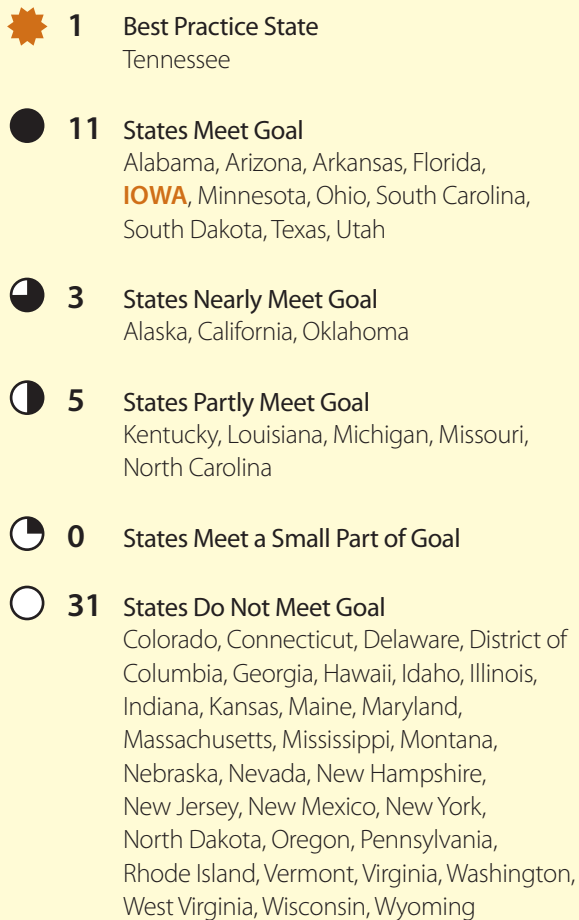 1 Best Practice State
Tennessee
11 States Meet Goal
Alabama, Arizona, Arkansas, Florida,
IOWA, Minnesota, Ohio, South Carolina,
South Dakota, Texas, Utah
3 States Nearly Meet Goal
Alaska, California, Oklahoma
5 States Partly Meet Goal
Kentucky, Louisiana, Michigan, Missouri,
North Carolina
0 States Meet a Small Part of Goal
31 States Do Not Meet Goal
Colorado, Connecticut, Delaware, District of
Columbia, Georgia, Hawaii, Idaho, Illinois,
Indiana, Kansas, Maine, Maryland,
Massachusetts, Mississippi, Montana,
Nebraska, Nevada, New Hampshire,
New Jersey, New Mexico, New York,
North Dakota, Oregon, Pennsylvania,
Rhode Island, Vermont, Virginia, Washington,
West Virginia, Wisconsin, Wyoming